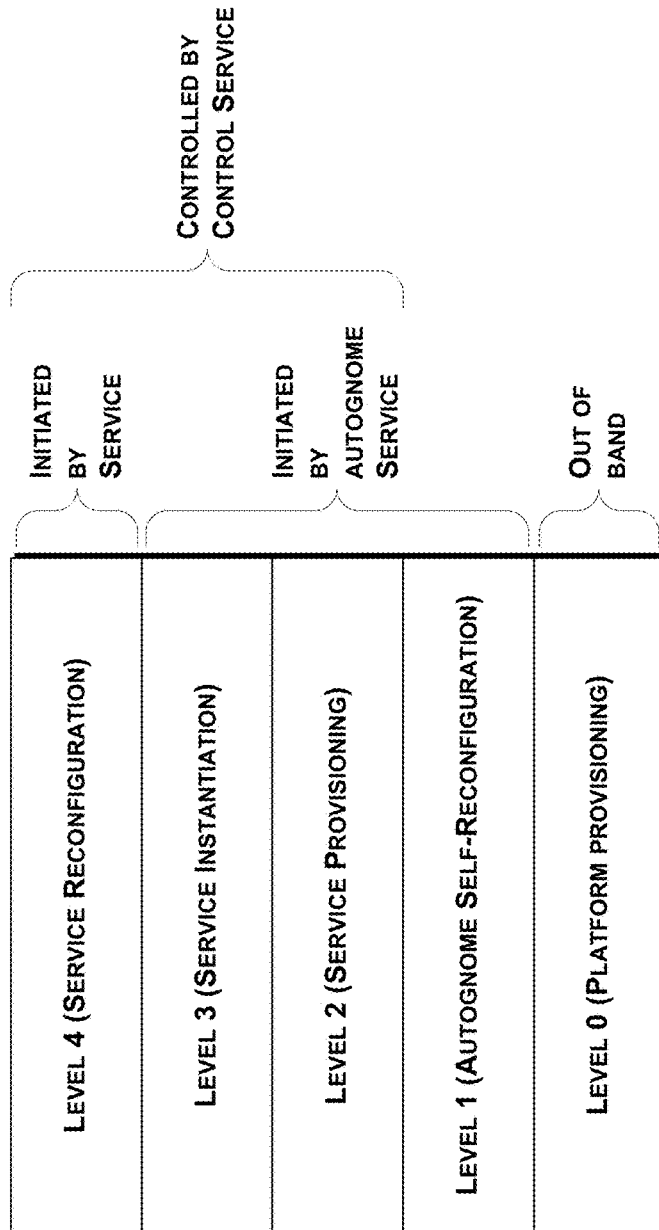 LEVEL 4 (SERVICE RECONFIGURATION)
LEVEL 3 (SERVICE INSTANTIATION)
LEVEL 2 (SERVICE PROVISIONING)
LEVEL 1 (AUTOGNOME SELF-RECONFIGURATION)
LEVEL 0 (PLATFORM PROVISIONING)
INITIATED
BY
SERVICE
INITIATED
BY
AUTOGNOME
SERVICE
OUT OF
BAND
CONTROLLED BY
CONTROL SERVICE